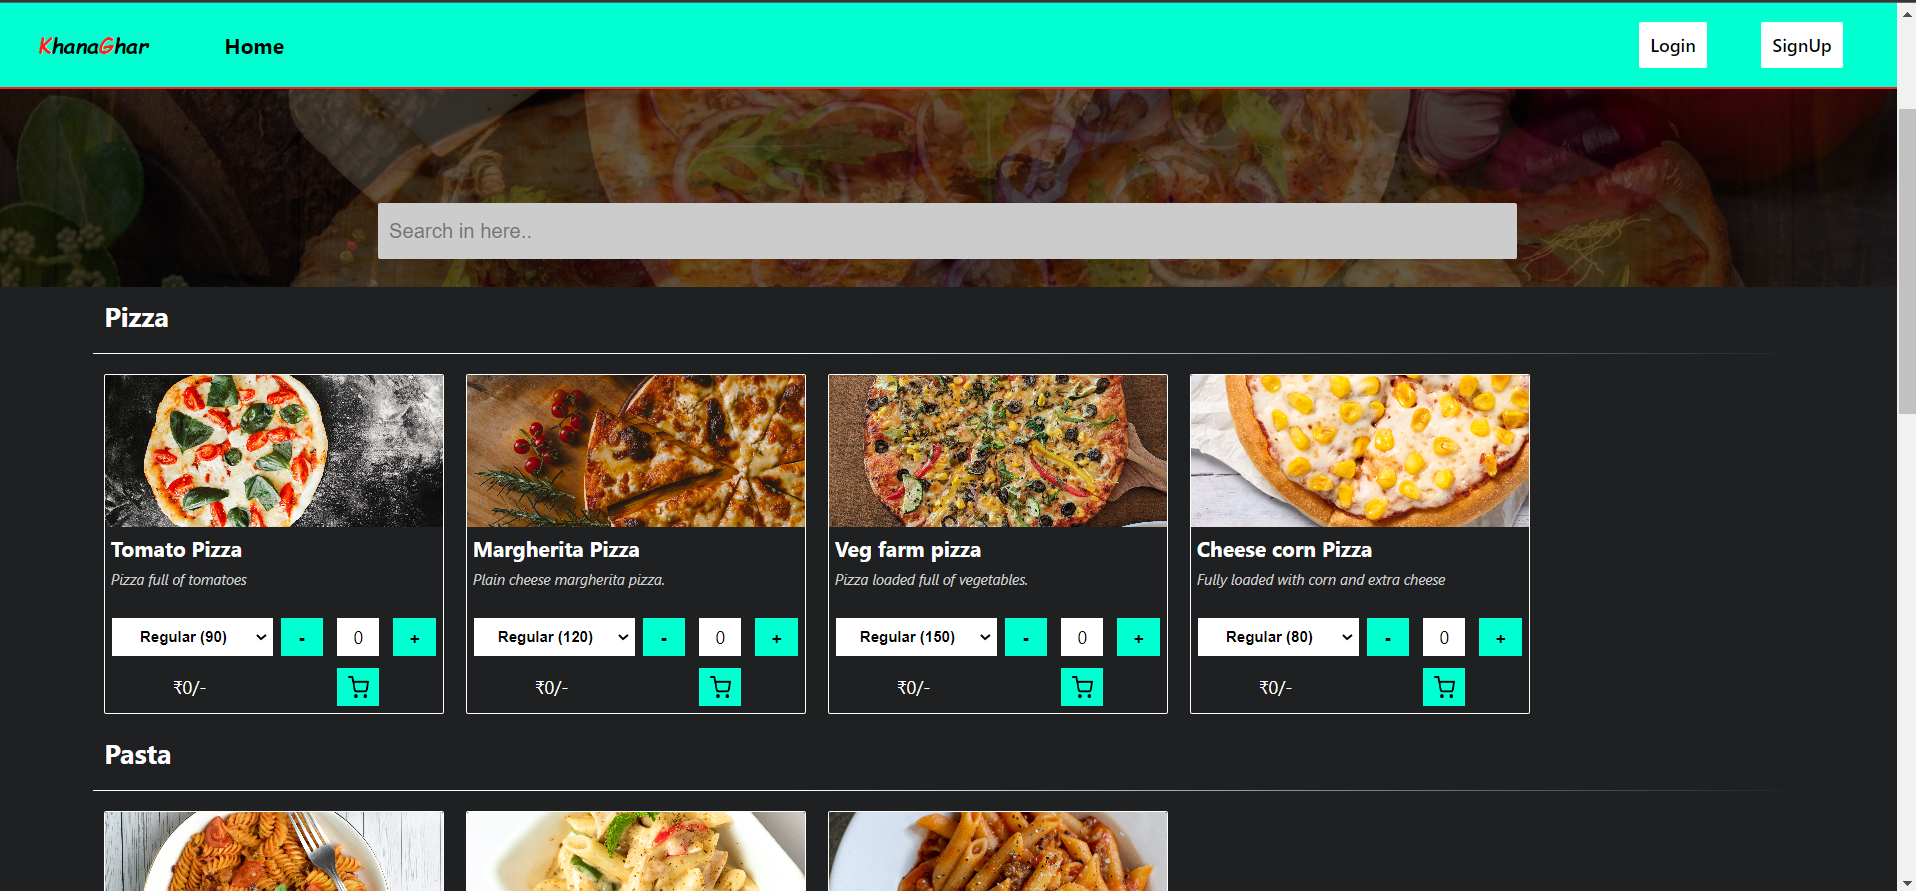 KhanaGhar Home Login SignUp
Search in here..
Pizza
Tomato Pizza
Pizza full of tomatoes
Regular (90) - 0 +
₹0/-
Margherita Pizza
Plain cheese margherita pizza.
Regular (120) - 0 +
₹0/-
Veg farm pizza
Pizza loaded full of vegetables.
Regular (150) - 0 +
₹0/-
Cheese corn Pizza
Fully loaded with corn and extra cheese
Regular (80) - 0 +
₹0/-
Pasta